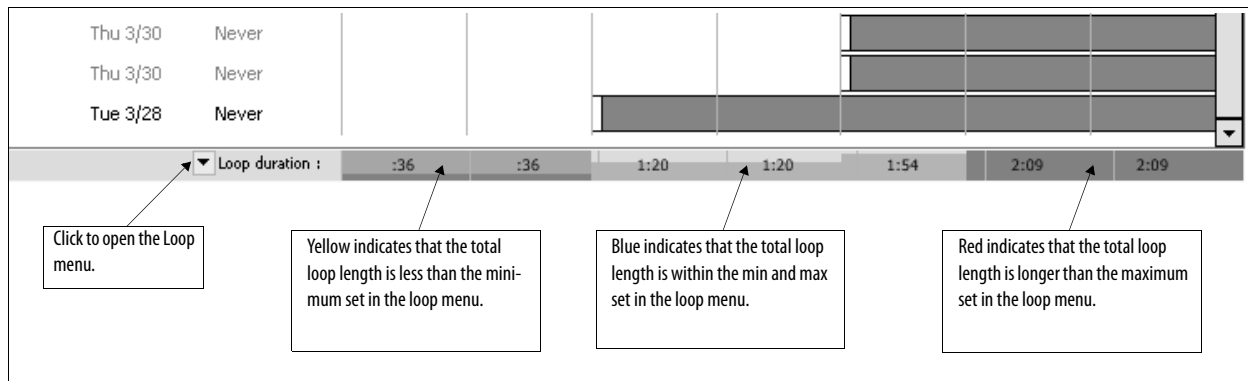 Thu 3/30 Never
Thu 3/30 Never
Tue 3/28 Never
Loop duration : :36 :36 1:20 1:20 1:54 2:09 2:09
Click to open the Loop
menu.
Yellow indicates that the total
loop length is less than the mini-
mum set in the loop menu.
Blue indicates that the total loop
length is within the min and max
set in the loop menu.
Red indicates that the total loop
length is longer than the maximum
set in the loop menu.